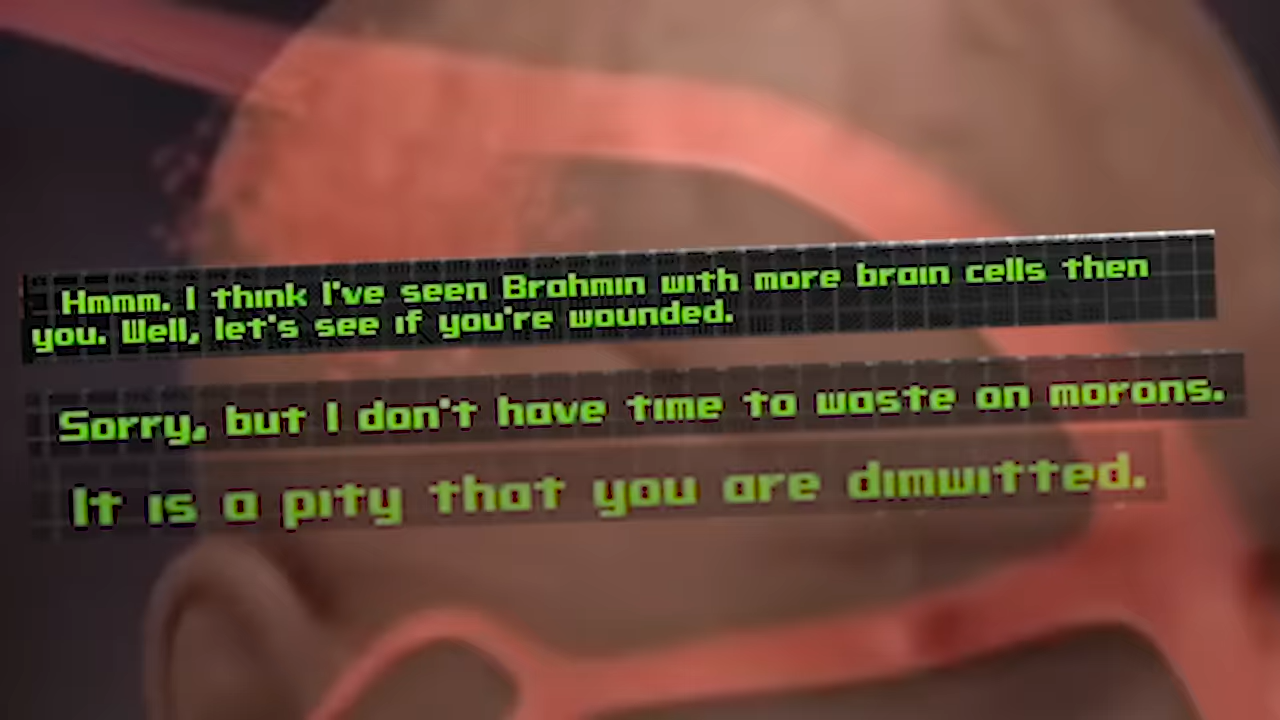 Hmmm. I think I've seen Brahmin with more brain cells then
you. Well, let's see if you're wounded.
Sorry, but I don't have time to waste on morons.
It is a pity that you are dimwitted.